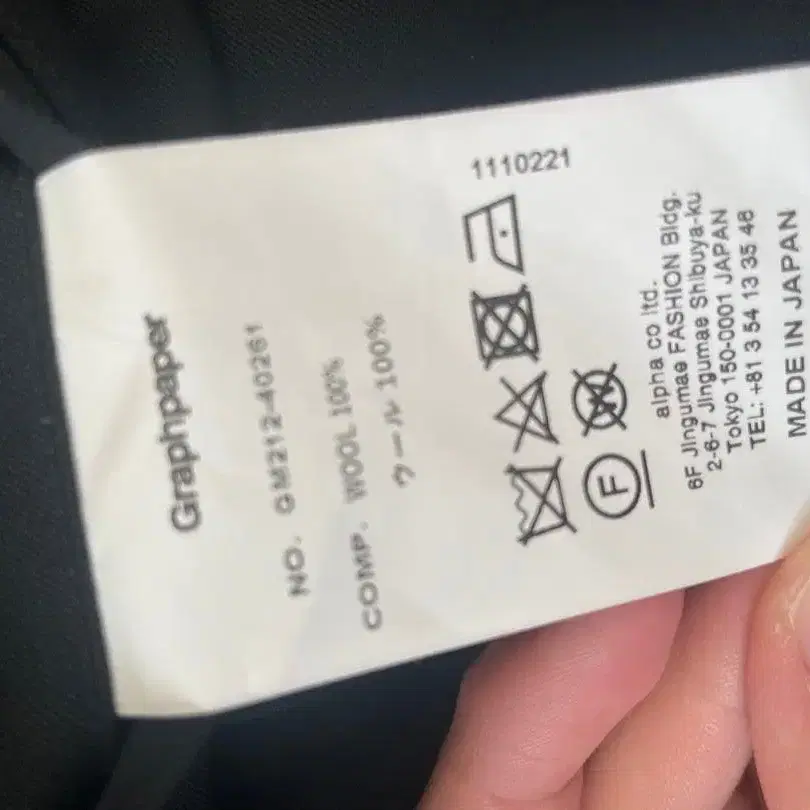 Graphpaper
NO. GM212-40261
COMP. WOOL 100%
ウール 100%
1110221
F
W
alpha co ltd.
6F Jingumae FASHION Bldg.
2-6-7 Jingumae Shibuya-ku
Tokyo 150-0001 JAPAN
TEL: +81 3 54 13 35 48
MADE IN JAPAN